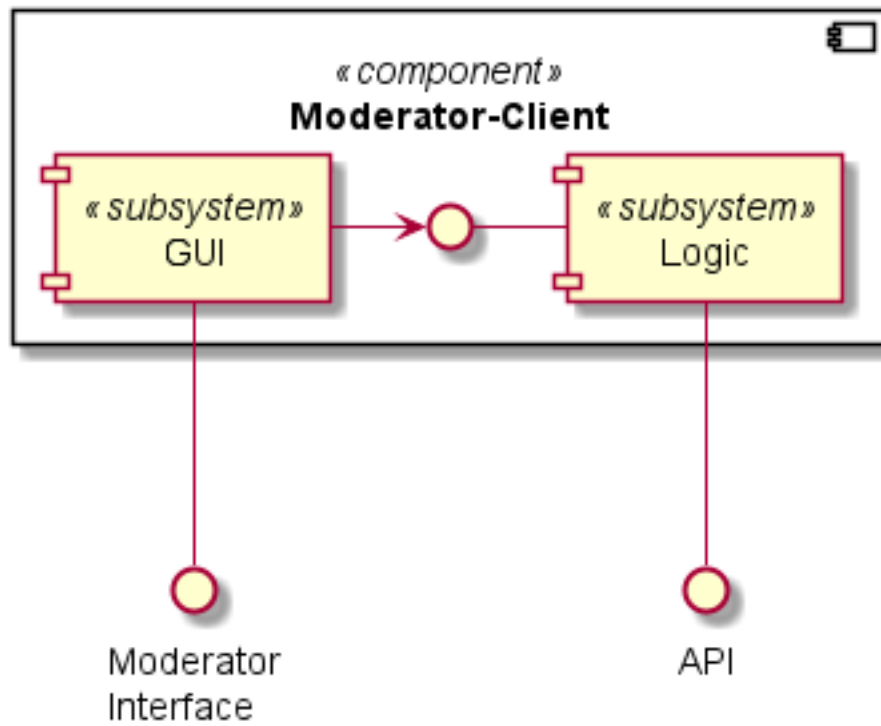 «component»
Moderator-Client
«subsystem»
GUI
«subsystem»
Logic
Moderator
Interface
API